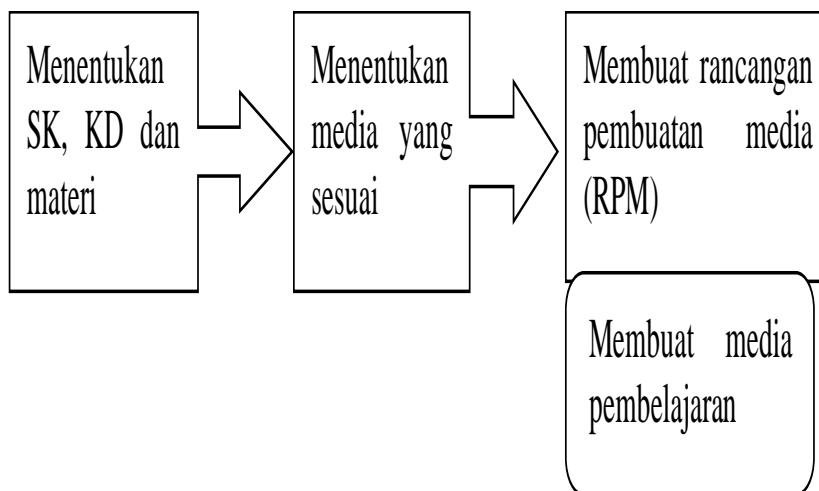 Menentukan
SK, KD dan
materi
Menentukan
media yang
sesuai
Membuat rancangan
pembuatan media
(RPM)
Membuat media
pembelajaran